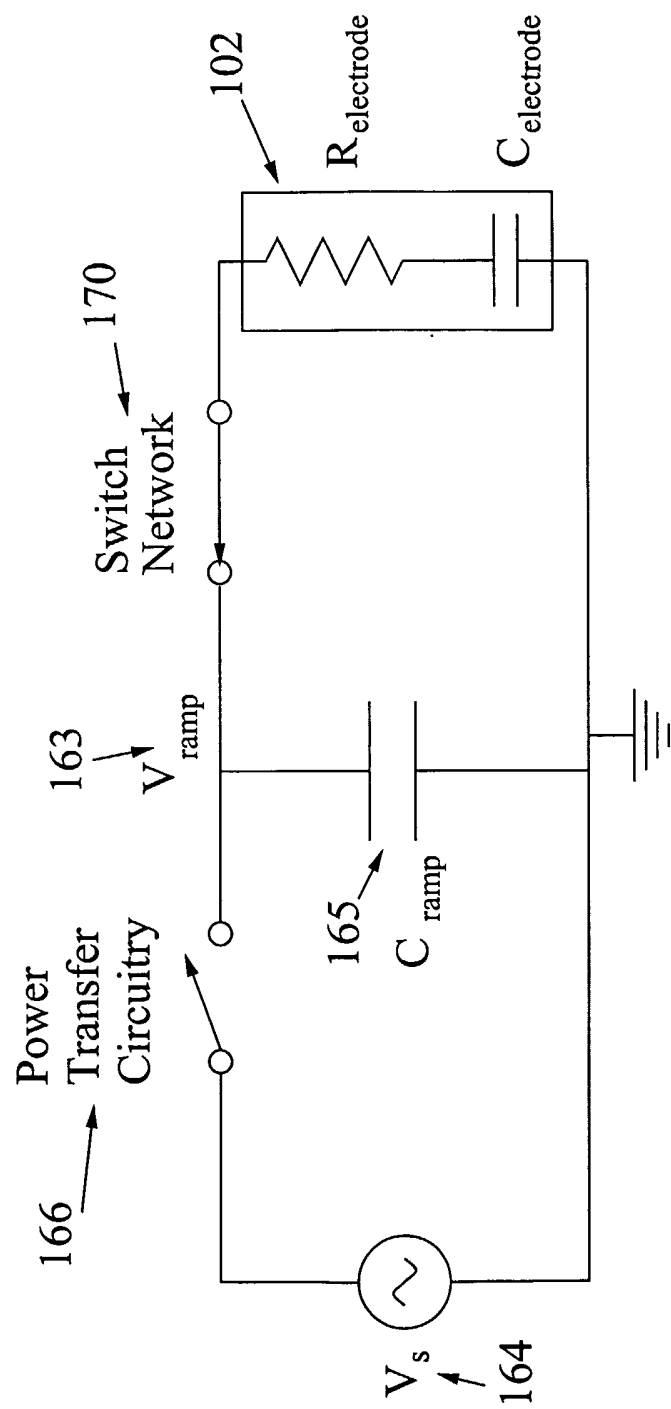 166
Power
Transfer
Circuitry
163
V ramp
Switch
Network
170
102
R electrode
C electrode
165
C ramp
V s
164